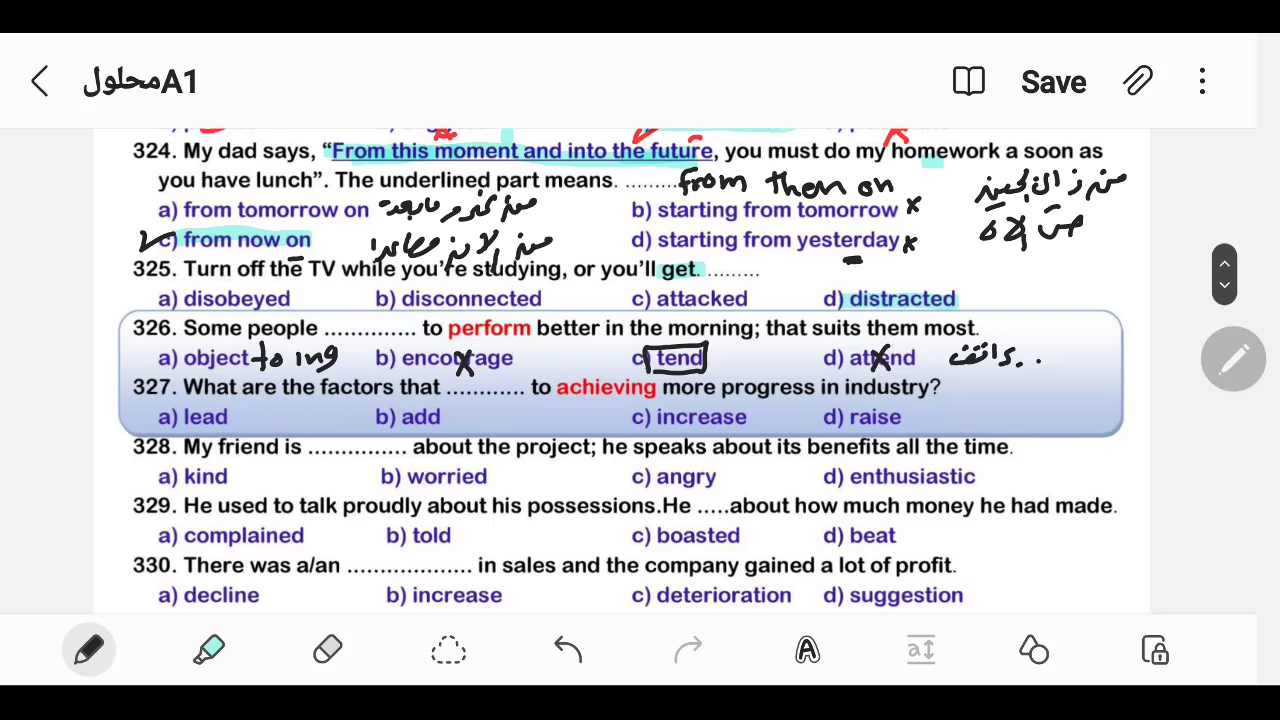 محلولA1
Save
324. My dad says, “From this moment and into the future, you must do my homework a soon as
you have lunch”. The underlined part means. ......... from them on
a) from tomorrow on b) starting from tomorrow x
c) from now on d) starting from yesterday x
325. Turn off the TV while you’re studying, or you’ll get. .........
a) disobeyed b) disconnected c) attacked d) distracted
326. Some people .............. to perform better in the morning; that suits them most.
a) object to ing b) encourage c) tend d) attend
327. What are the factors that ............ to achieving more progress in industry?
a) lead b) add c) increase d) raise
328. My friend is ............... about the project; he speaks about its benefits all the time.
a) kind b) worried c) angry d) enthusiastic
329. He used to talk proudly about his possessions.He .....about how much money he had made.
a) complained b) told c) boasted d) beat
330. There was a/an ................... in sales and the company gained a lot of profit.
a) decline b) increase c) deterioration d) suggestion